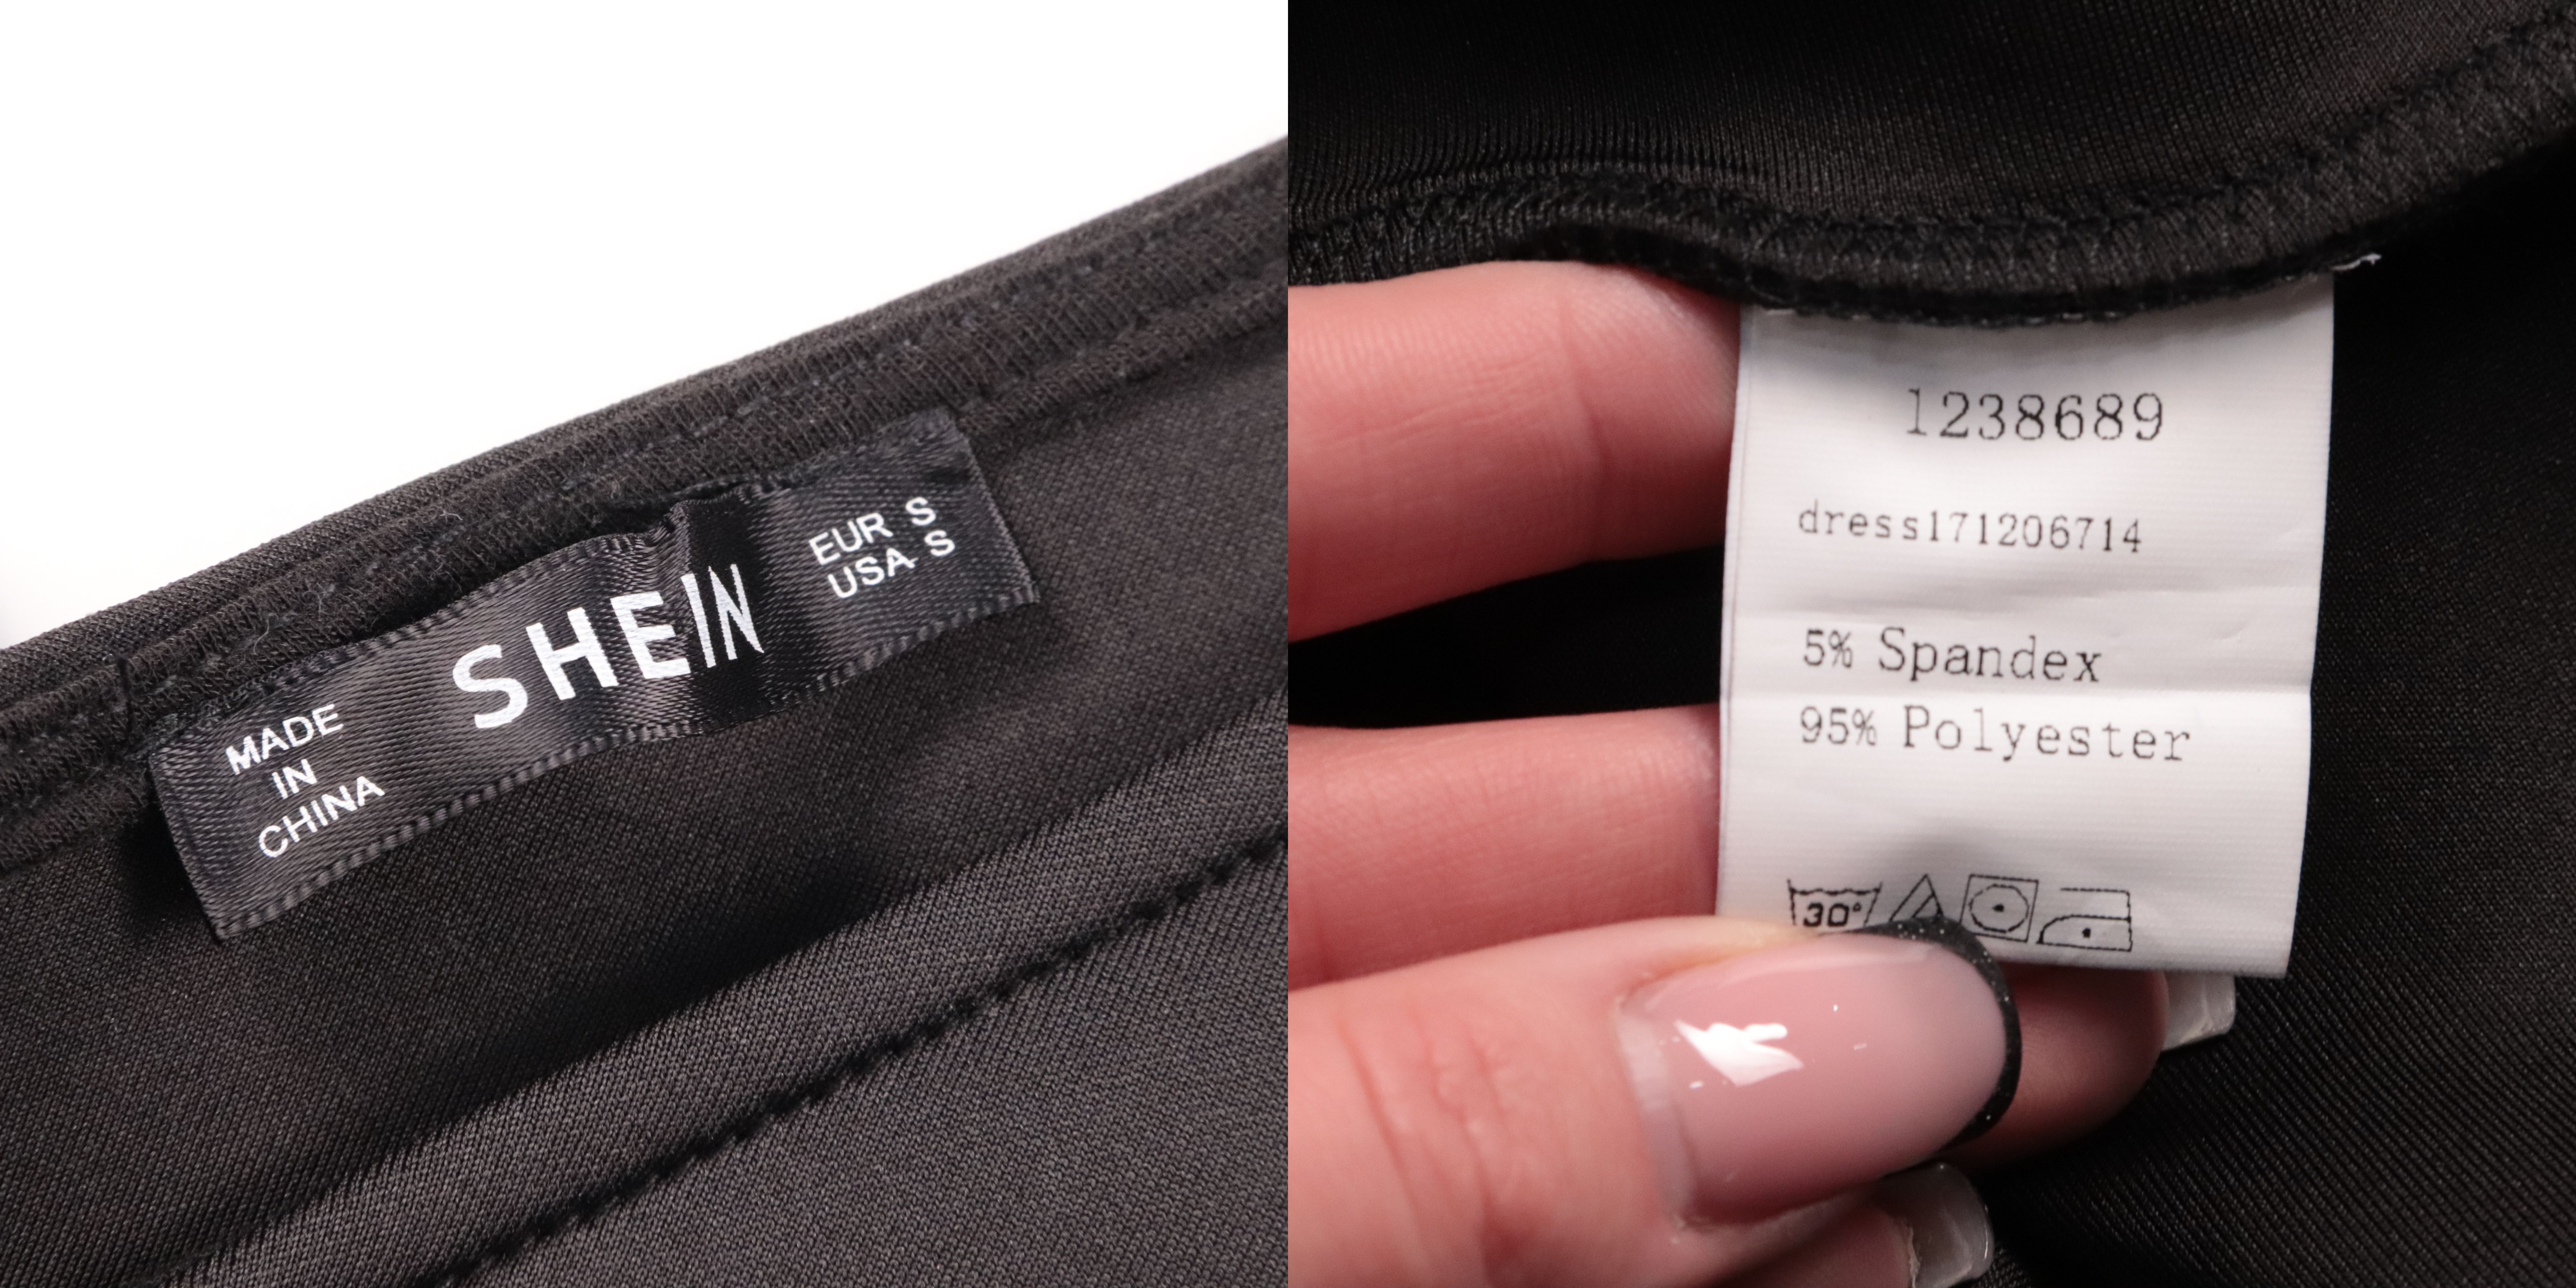 MADE
IN
CHINA
SHEIN
EUR S
USA S
1238689
dress171206714
5% Spandex
95% Polyester
30°